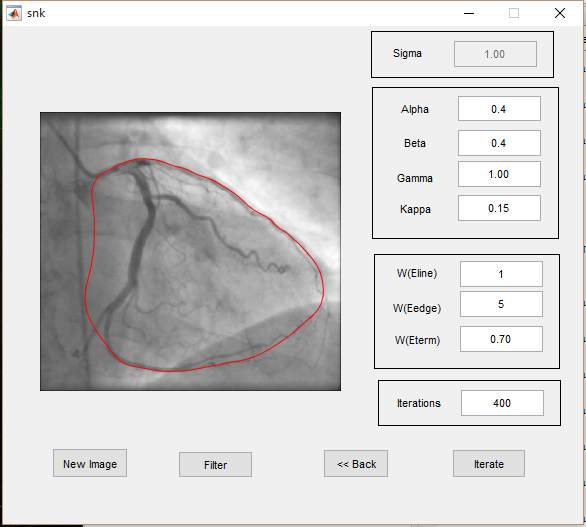 snk
Sigma 1.00
Alpha 0.4
Beta 0.4
Gamma 1.00
Kappa 0.15
W(Eline) 1
W(Eedge) 5
W(Eterm) 0.70
Iterations 400
New Image Filter << Back Iterate